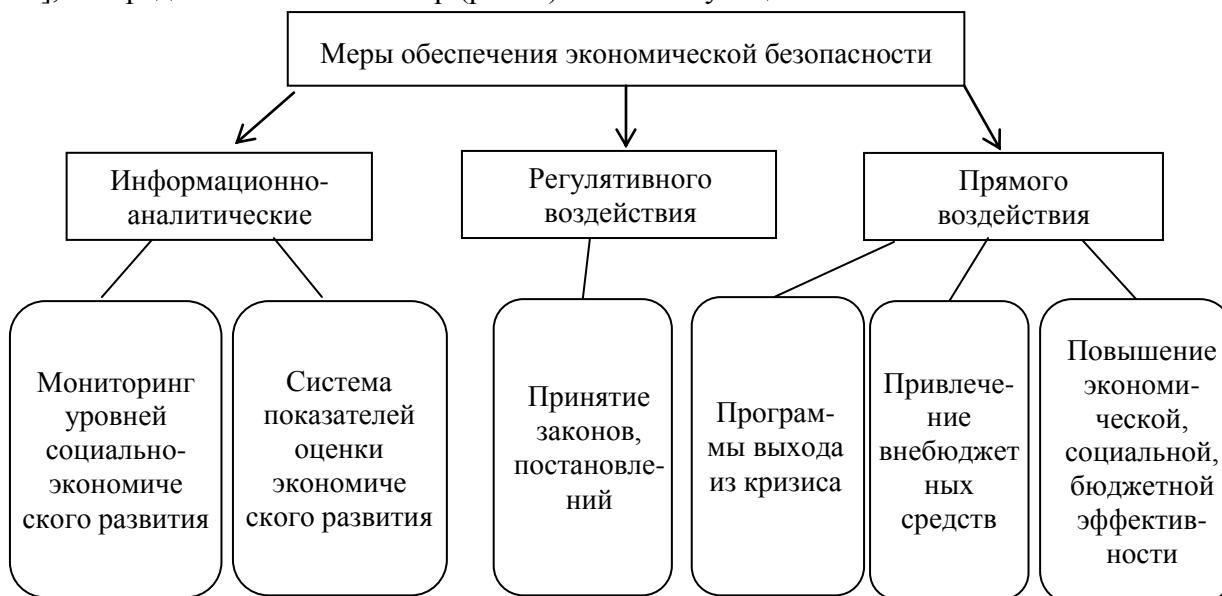 Меры обеспечения экономической безопасности
Информационно-
аналитические
Регулятивного
воздействия
Прямого
воздействия
Мониторинг
уровней
социально-
экономиче
ского развития
Система
показателей
оценки
экономиче
ского развития
Принятие
законов,
постановле-
ний
Програм-
мы выхода
из кризиса
Привлече-
ние
внебюджет
ных
средств
Повышение
экономи-
ческой,
социальной,
бюджетной
эффектив-
ности